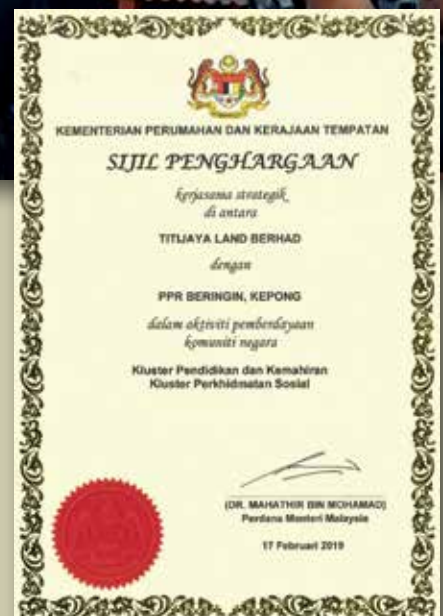 KEMENTERIAN PERUMAHAN DAN KERAJAAN TEMPATAN
SIJIL PENGHARGAAN
kerjasama strategik
di antara
TITIJAYA LAND BERHAD
dengan
PPR BERINGIN, KEPONG
dalam aktiviti pemberdayaan
komuniti negara
Kluster Pendidikan dan Kemahiran
Kluster Perkhidmatan Sosial
(DR. MAHATHIR BIN MOHAMAD)
Perdana Menteri Malaysia
17 Februari 2019